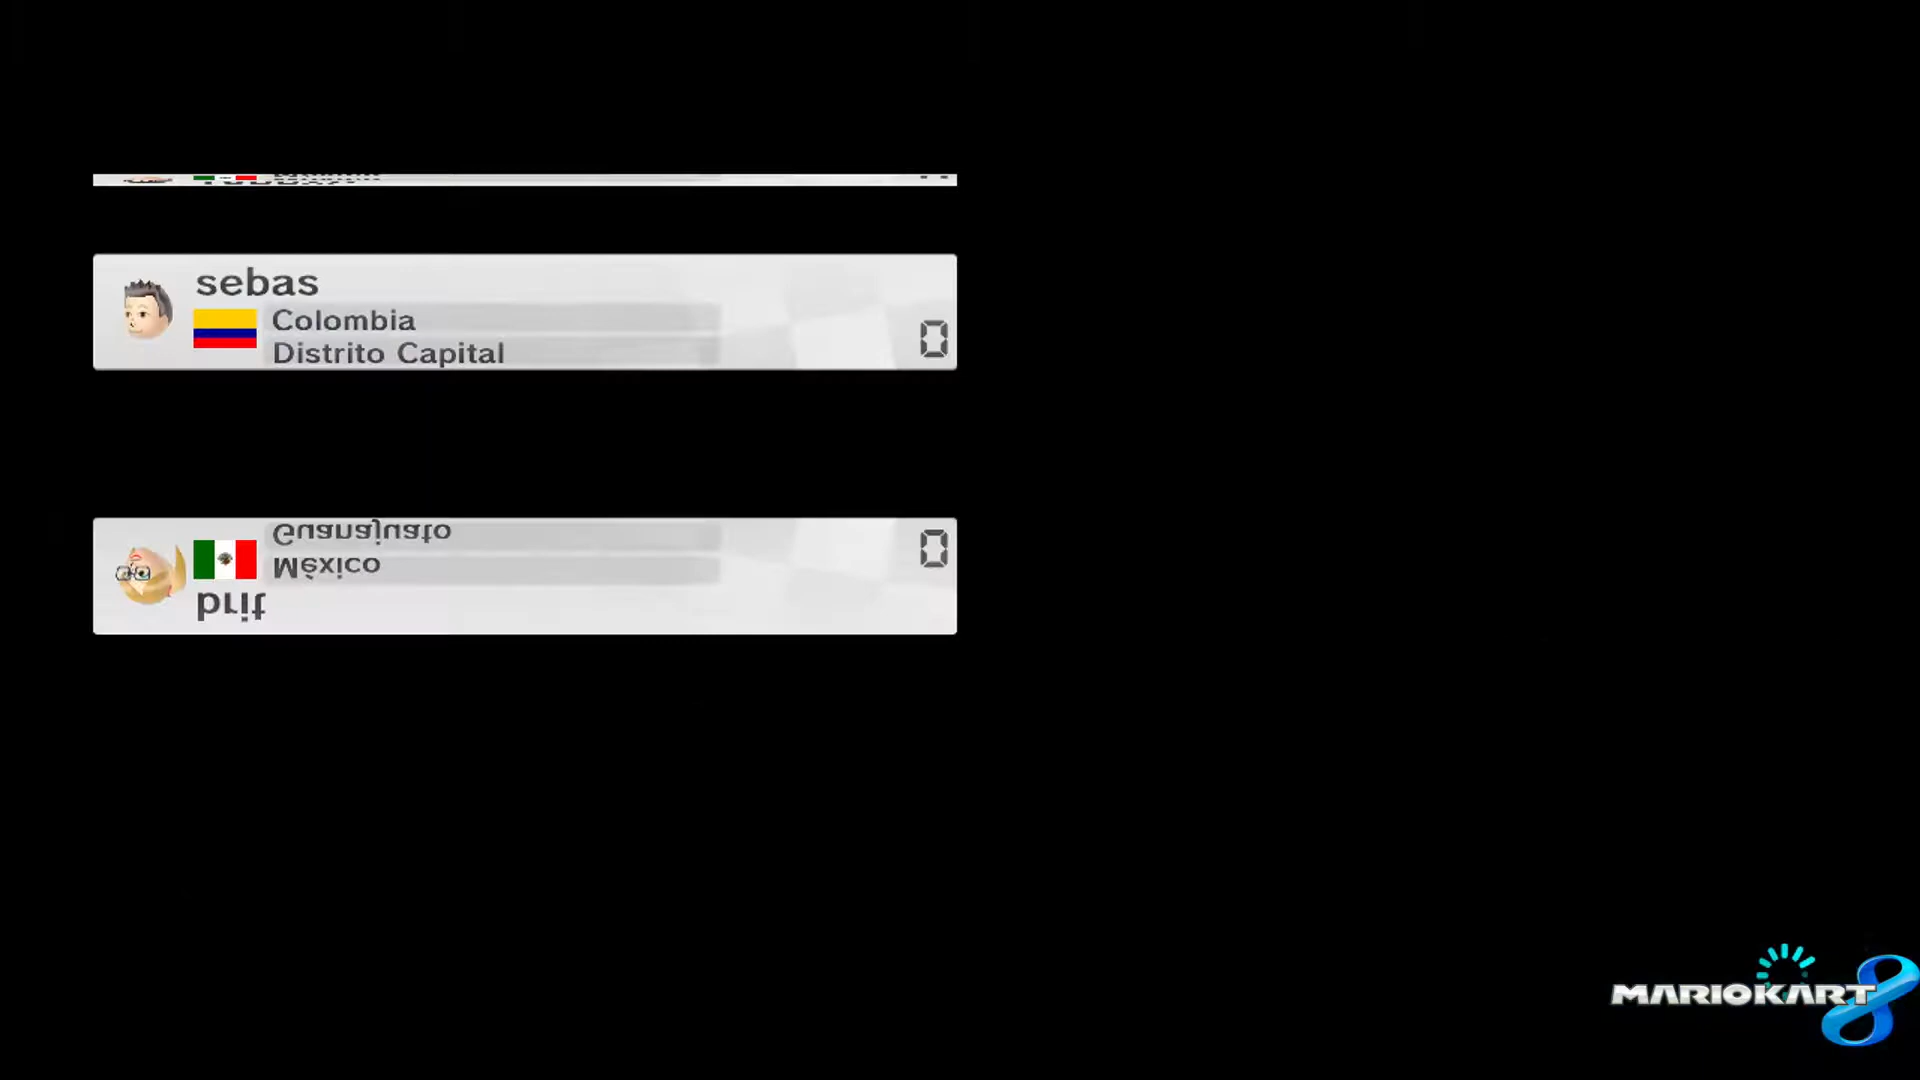 sebas
Colombia
Distrito Capital
0
brit
México
Guanajuato
0
MARIOKART 8